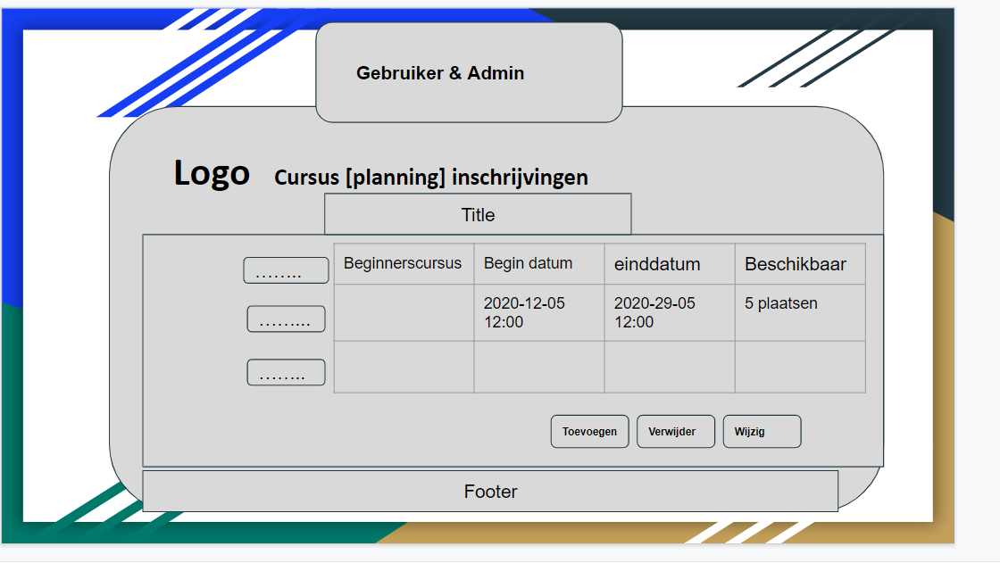 Gebruiker & Admin
Logo Cursus [planning] inschrijvingen
Title
........ Beginnerscursus Begin datum einddatum Beschikbaar
......... 2020-12-05 2020-29-05 5 plaatsen
12:00 12:00
........
Toevoegen Verwijder Wijzig
Footer